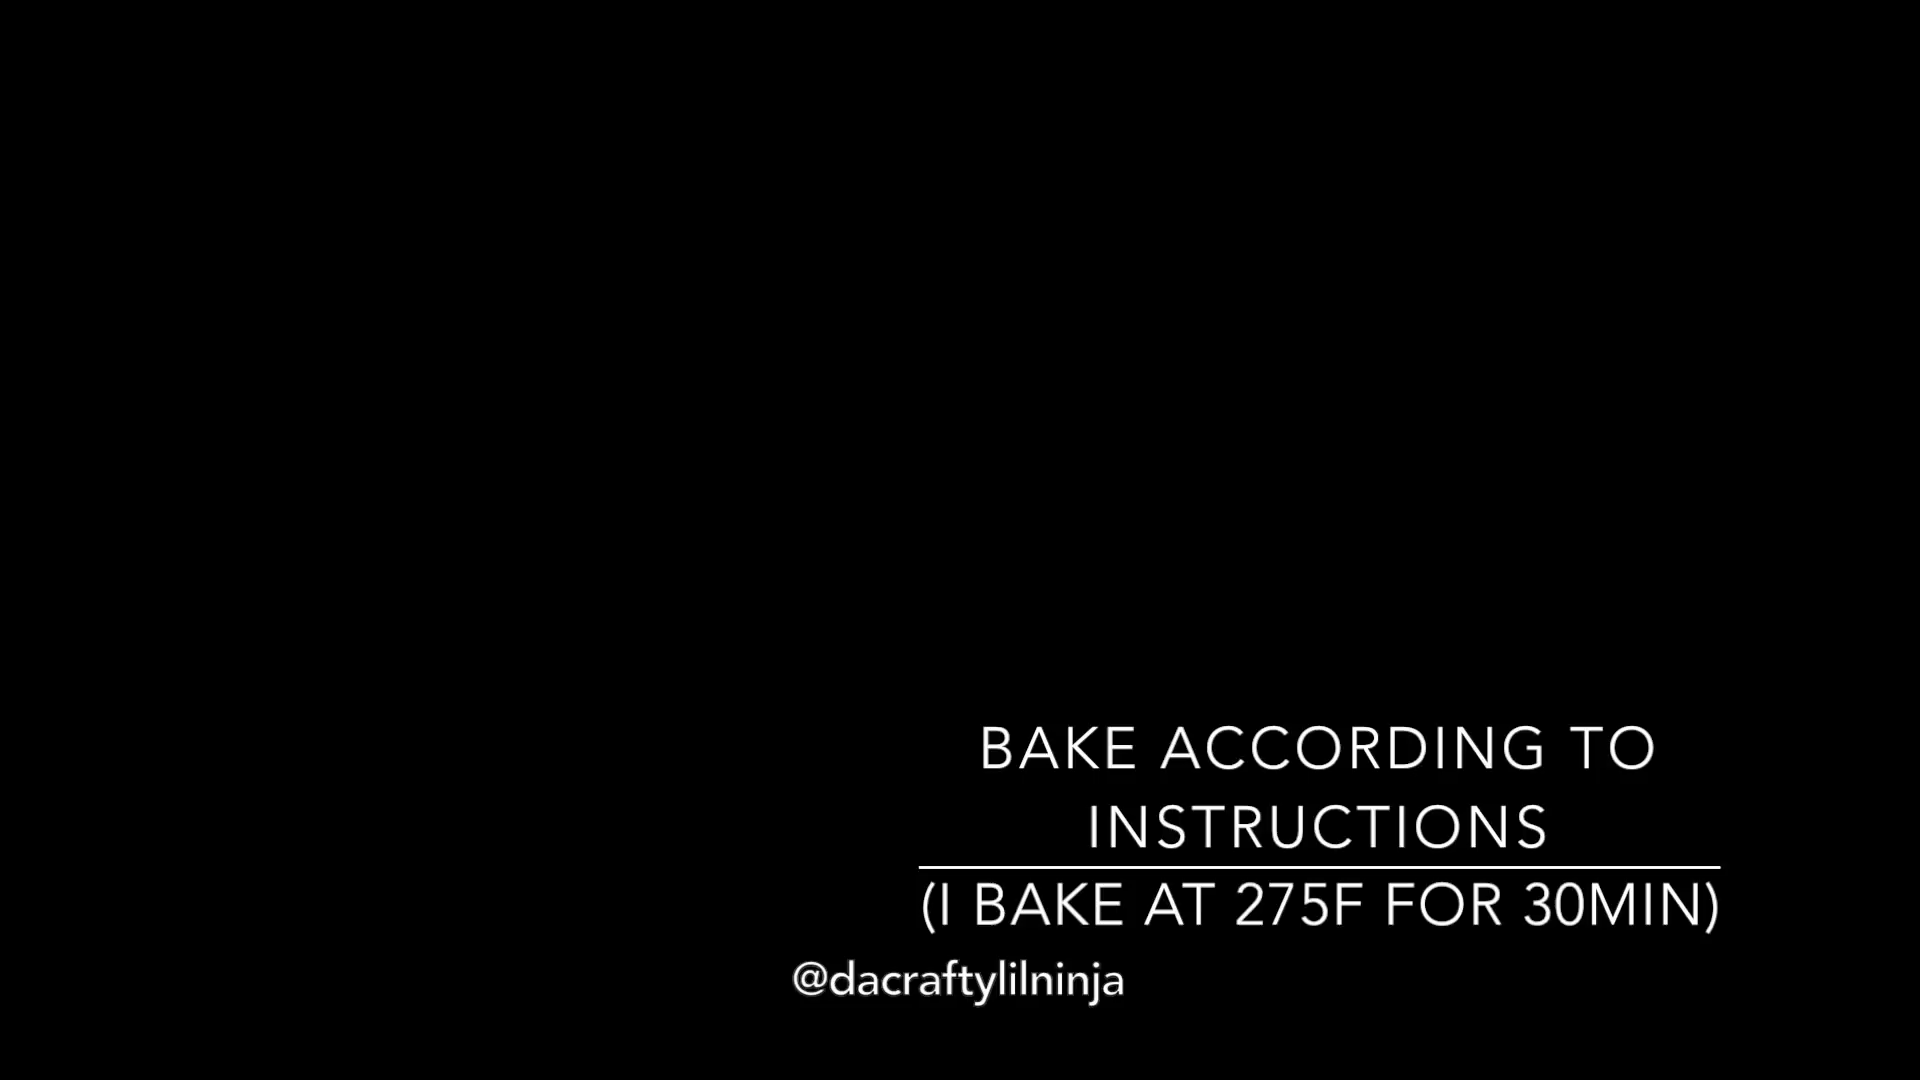 BAKE ACCORDING TO
INSTRUCTIONS
(I BAKE AT 275F FOR 30MIN)
@dacraftylilninja